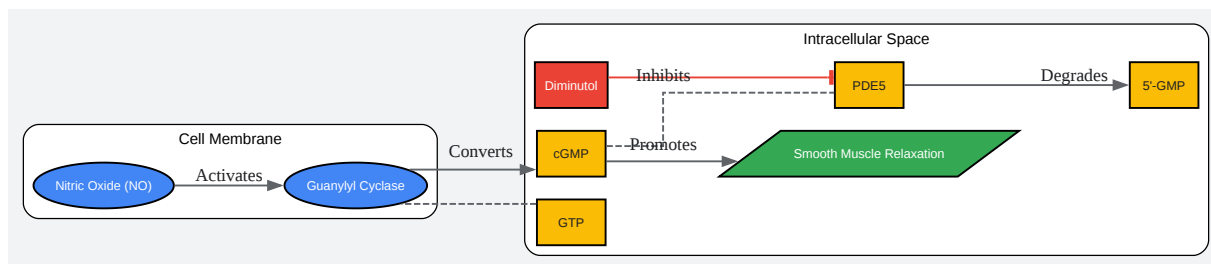 Intracellular Space
Diminutol
Inhibits
PDE5
Degrades
5'-GMP
Cell Membrane
Nitric Oxide (NO)
Activates
Guanylyl Cyclase
Converts
cGMP
Promotes
Smooth Muscle Relaxation
GTP